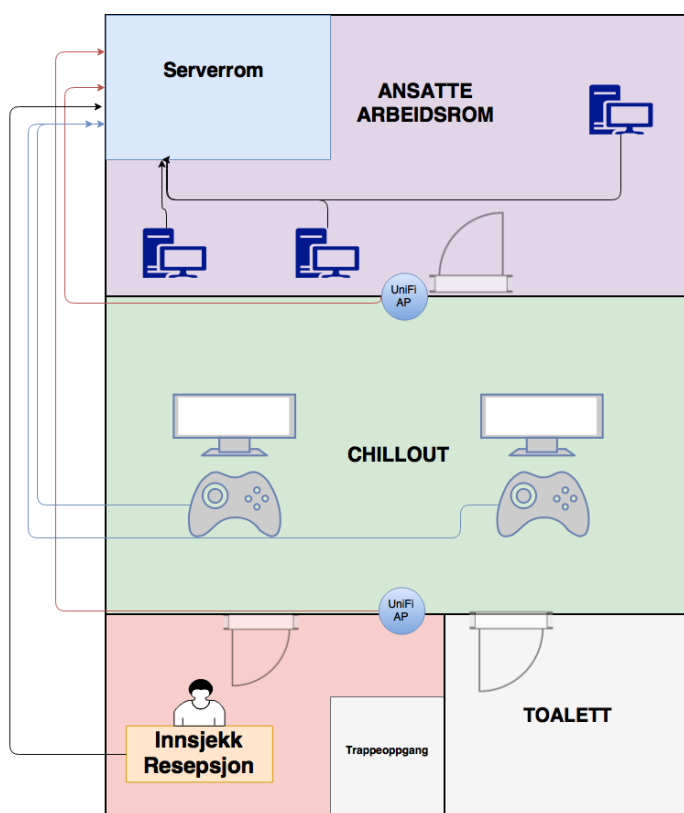 Serverrom
ANSATTE
ARBEIDSROM
UniFi
AP
CHILLOUT
UniFi
AP
Innsjekk
Resepsjon
Trappeoppgang
TOALETT